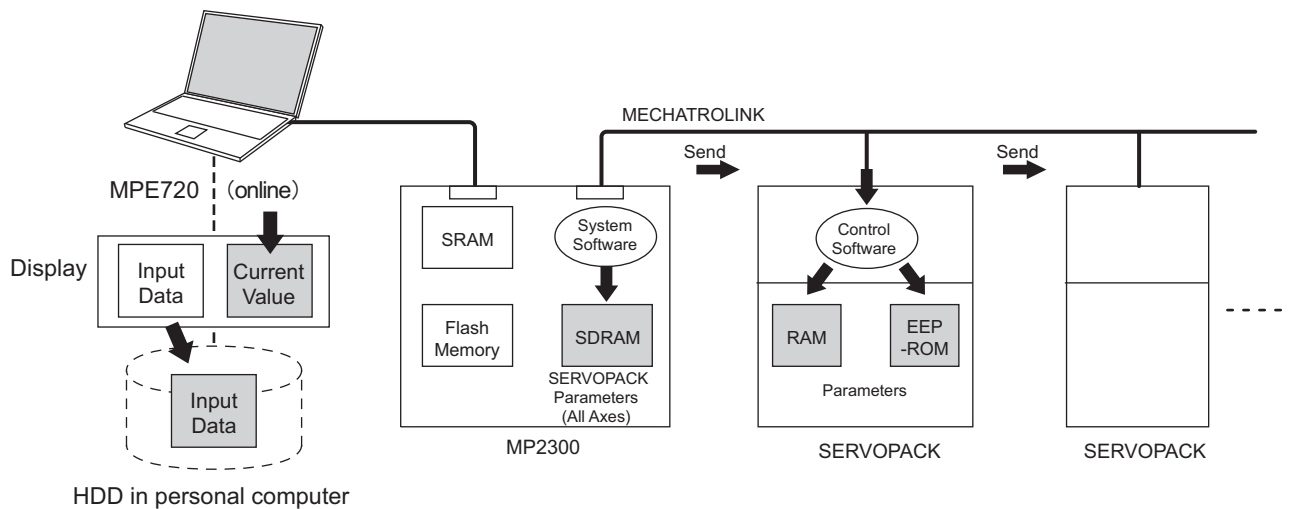 MECHATROLINK
Send
Send
MPE720 (online)
Display
Input
Data
Current
Value
Input
Data
HDD in personal computer
SRAM
System
Software
Flash
Memory
SDRAM
SERVOPACK
Parameters
(All Axes)
MP2300
Control
Software
RAM
EEP
-ROM
Parameters
SERVOPACK
SERVOPACK